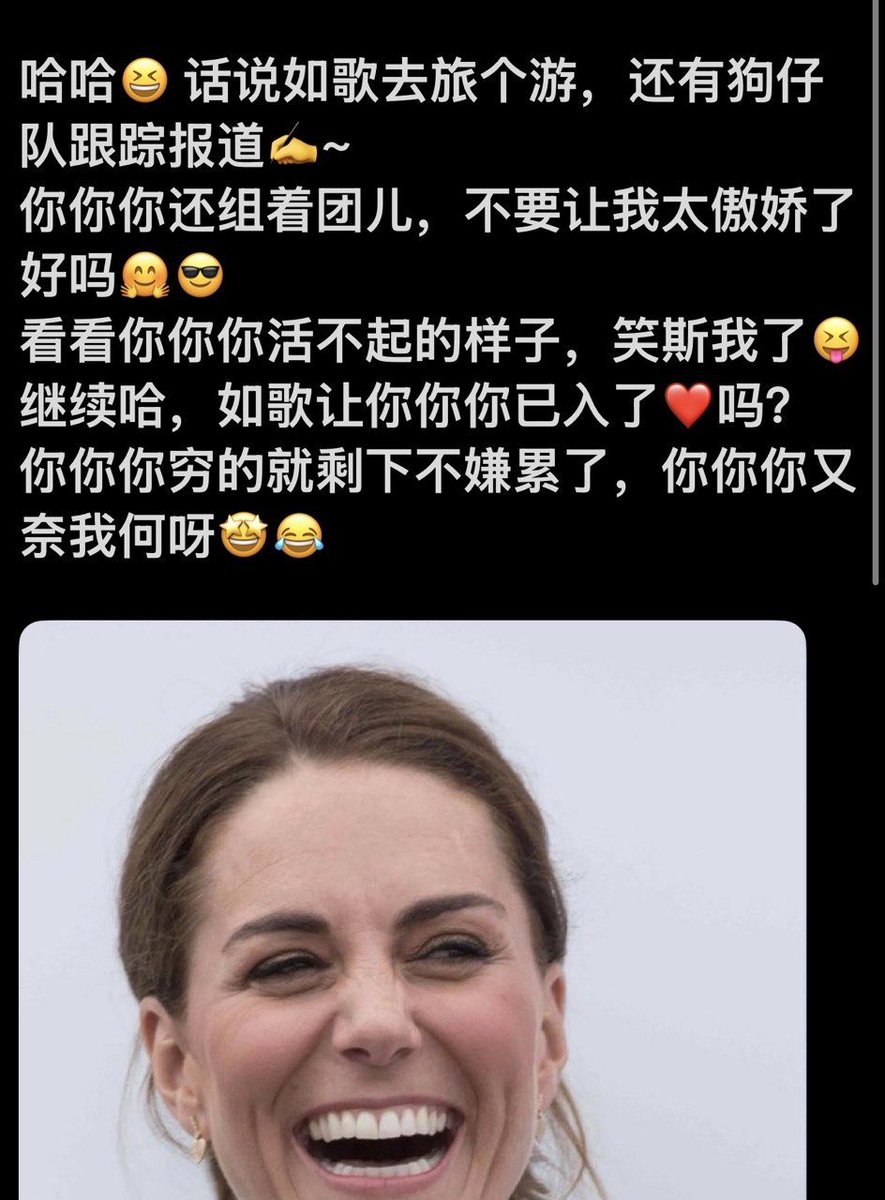 哈哈😆 话说如歌去旅个游，还有狗仔
队跟踪报道✍️~
你你你还组着团儿，不要让我太傲娇了
好吗🤗😎
看看你你你活不起的样子，笑斯我了😝
继续哈，如歌让你你你已入了❤️吗？
你你你穷的就剩下不嫌累了，你你你又
奈我何呀🤩😂